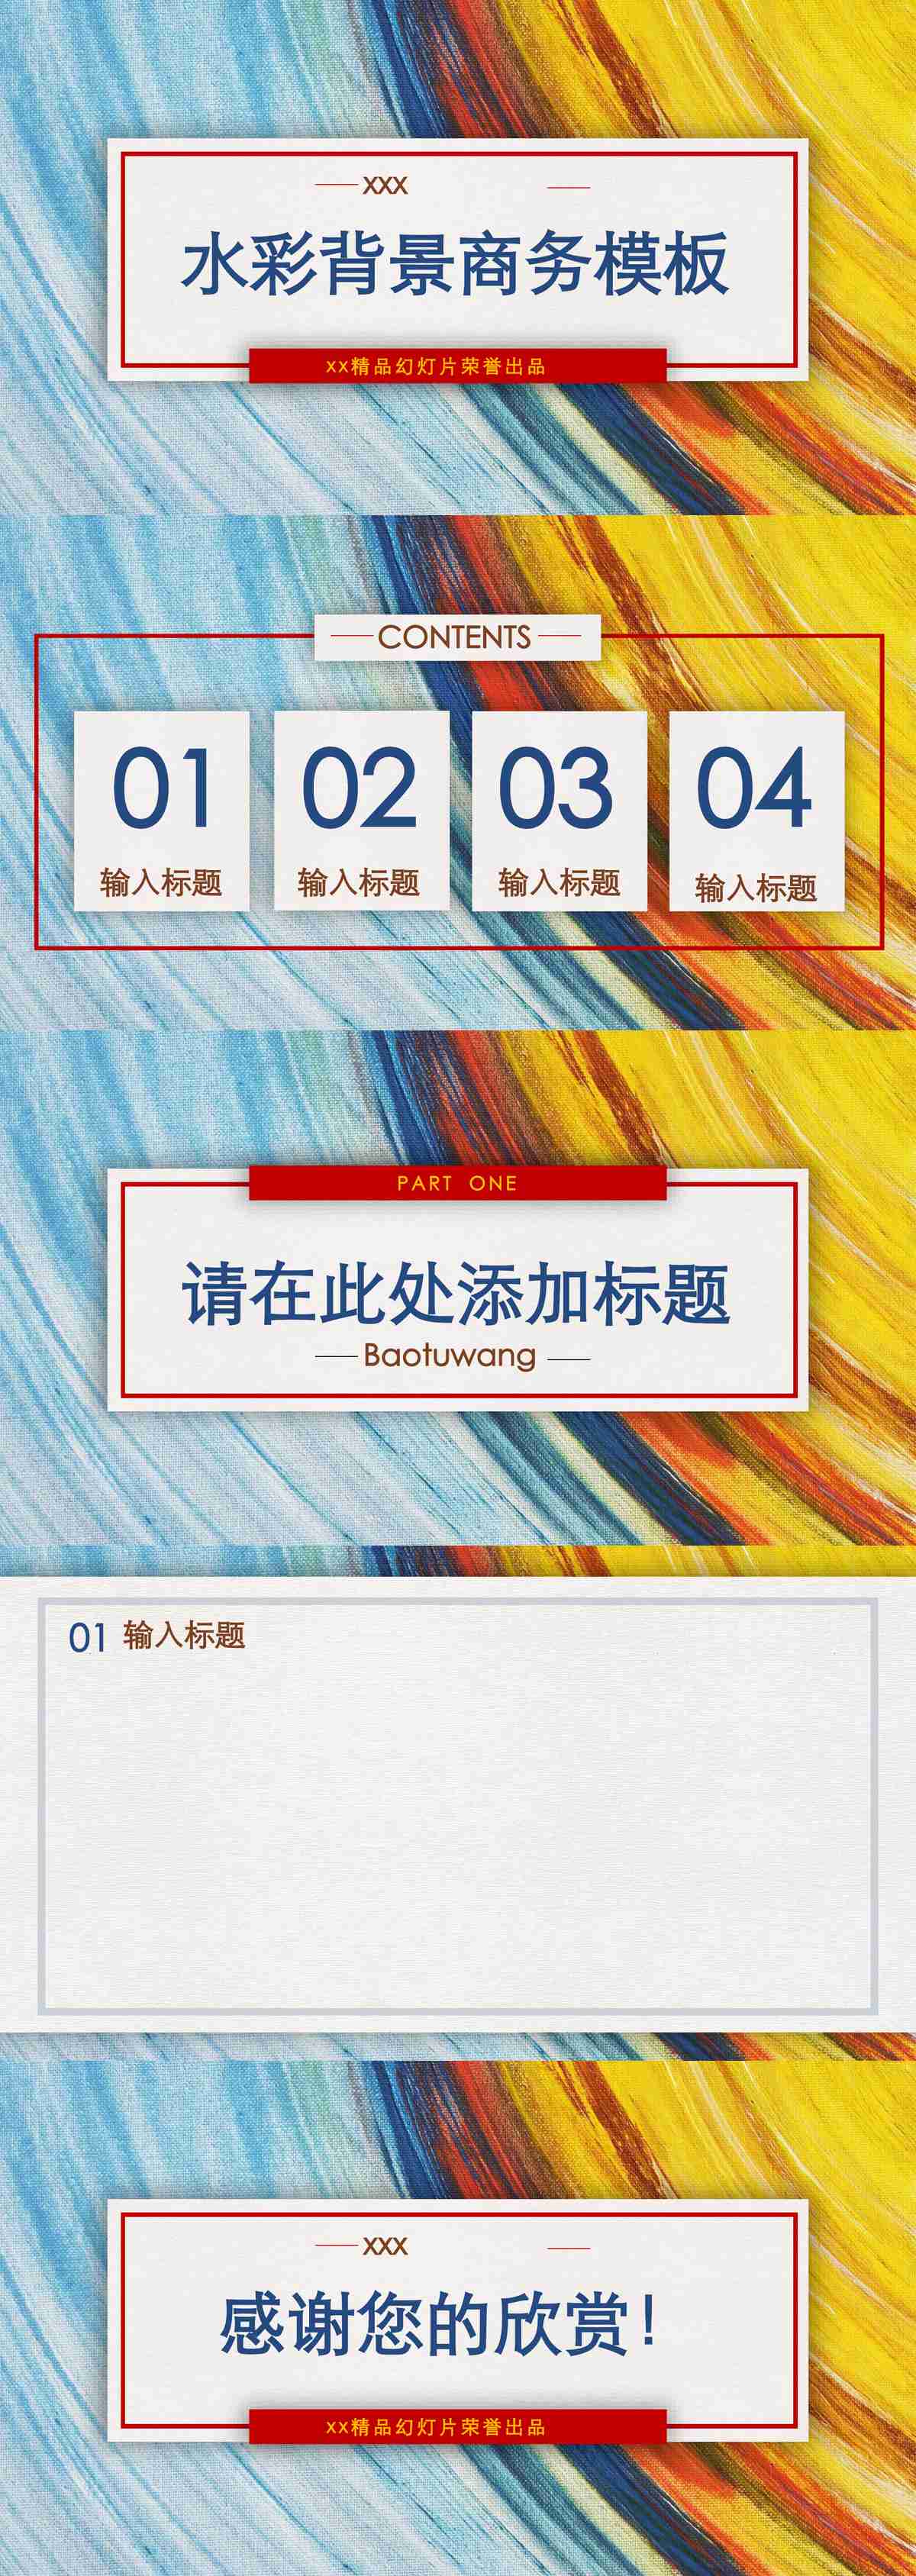 XXX
水彩背景商务模板
xx精品幻灯片荣誉出品
CONTENTS
01
02
03
04
输入标题
输入标题
输入标题
输入标题
PART ONE
请在此处添加标题
Baotuwang
01 输入标题
XXX
感谢您的欣赏！
xx精品幻灯片荣誉出品